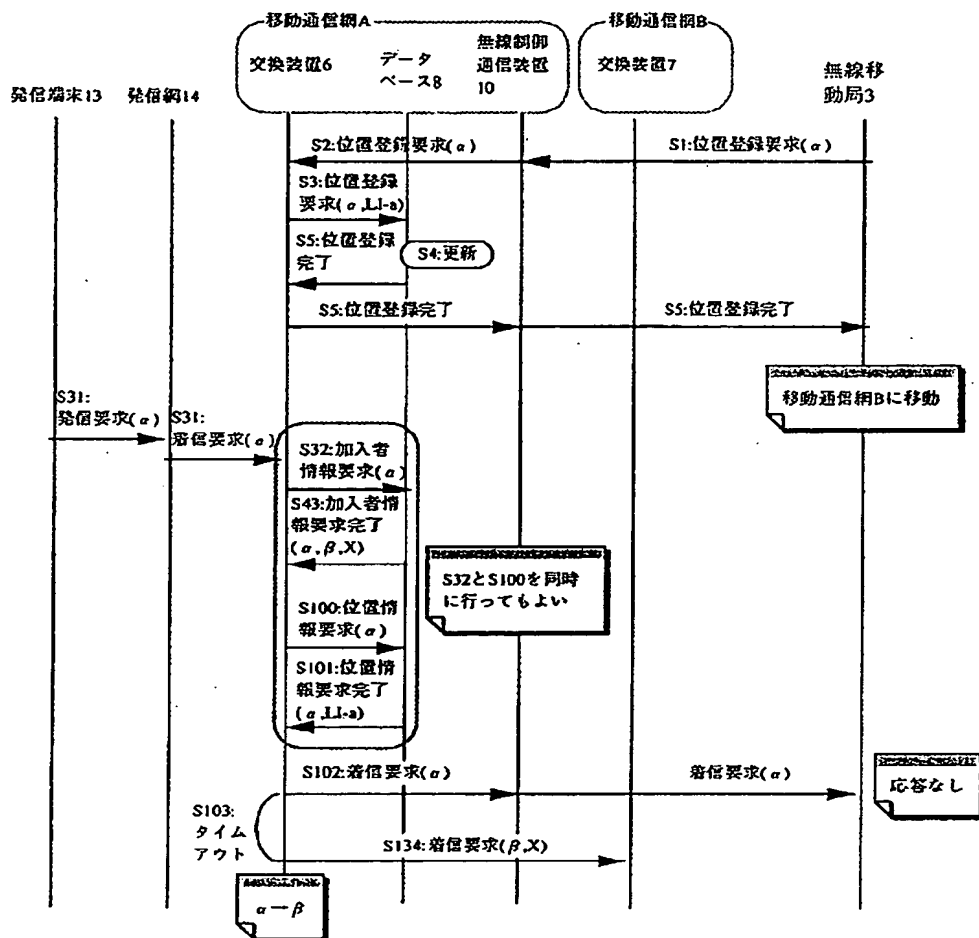 移動通信網A
移動通信網B
交換装置6
データ
ベース8
無線制御
通信装置
10
交換装置7
無線移
動局3
発信端末13
発信網14
S2:位置登録要求(α)
S1:位置登録要求(α)
S3:位置登録
要求(α,LI-a)
S5:位置登録
完了
S4:更新
S5:位置登録完了
S5:位置登録完了
移動通信網Bに移動
S31:
発信要求(α)
S31:
着信要求(α)
S32:加入者
情報要求(α)
S43:加入者情
報要求完了
(α,β,X)
S32とS100を同時
に行ってもよい
S100:位置情
報要求(α)
S101:位置情
報要求完了
(α,LI-a)
S102:着信要求(α)
着信要求(α)
応答なし
S103:
タイム
アウト
S134:着信要求(β,X)
α→β